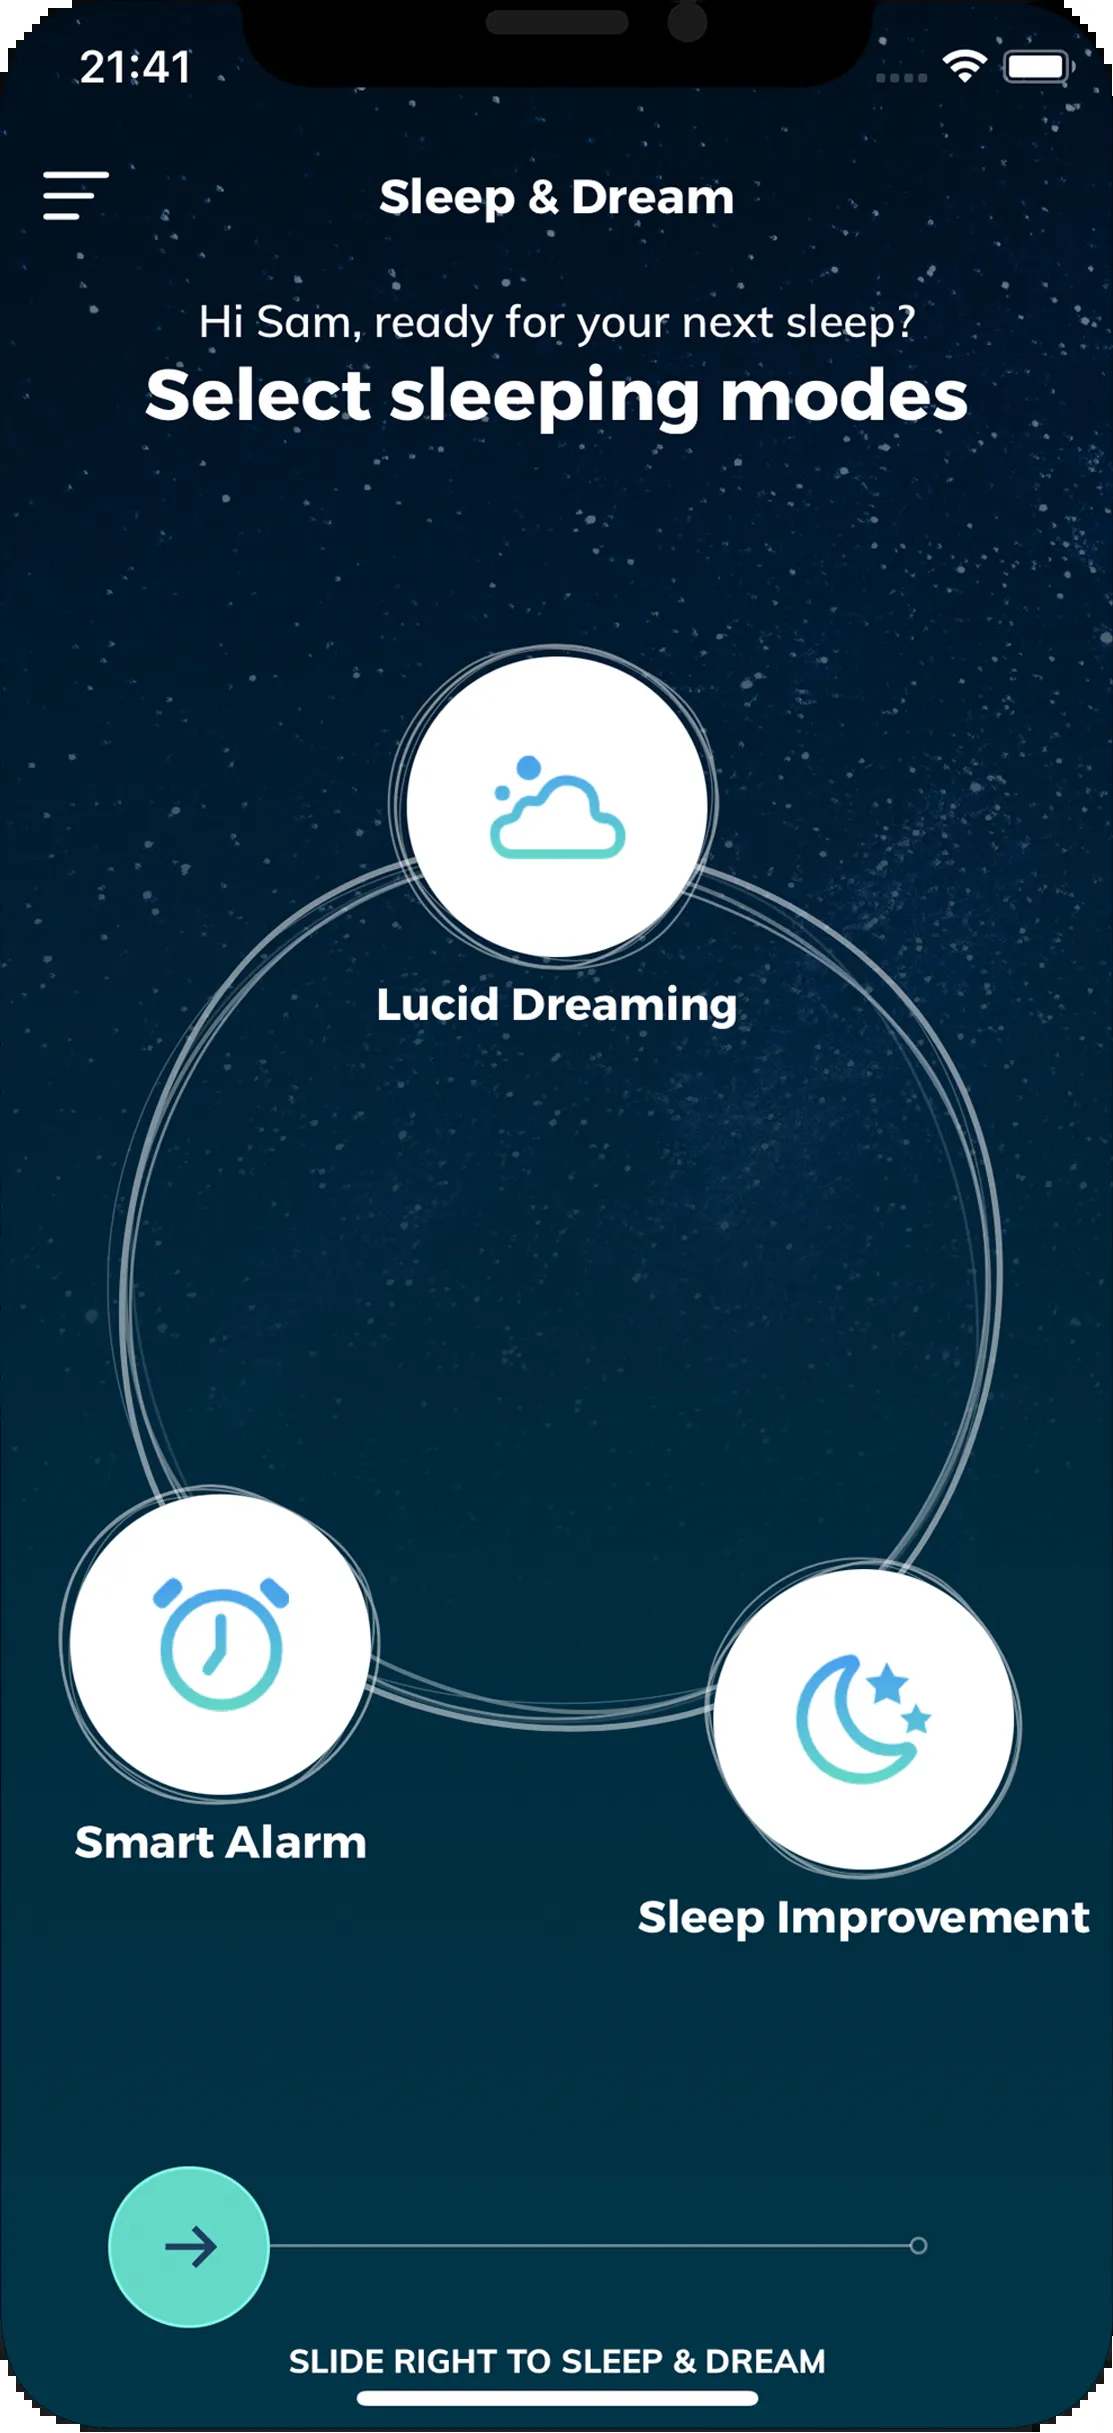 21:41
Sleep & Dream
Hi Sam, ready for your next sleep?
Select sleeping modes
Lucid Dreaming
Smart Alarm
Sleep Improvement
SLIDE RIGHT TO SLEEP & DREAM